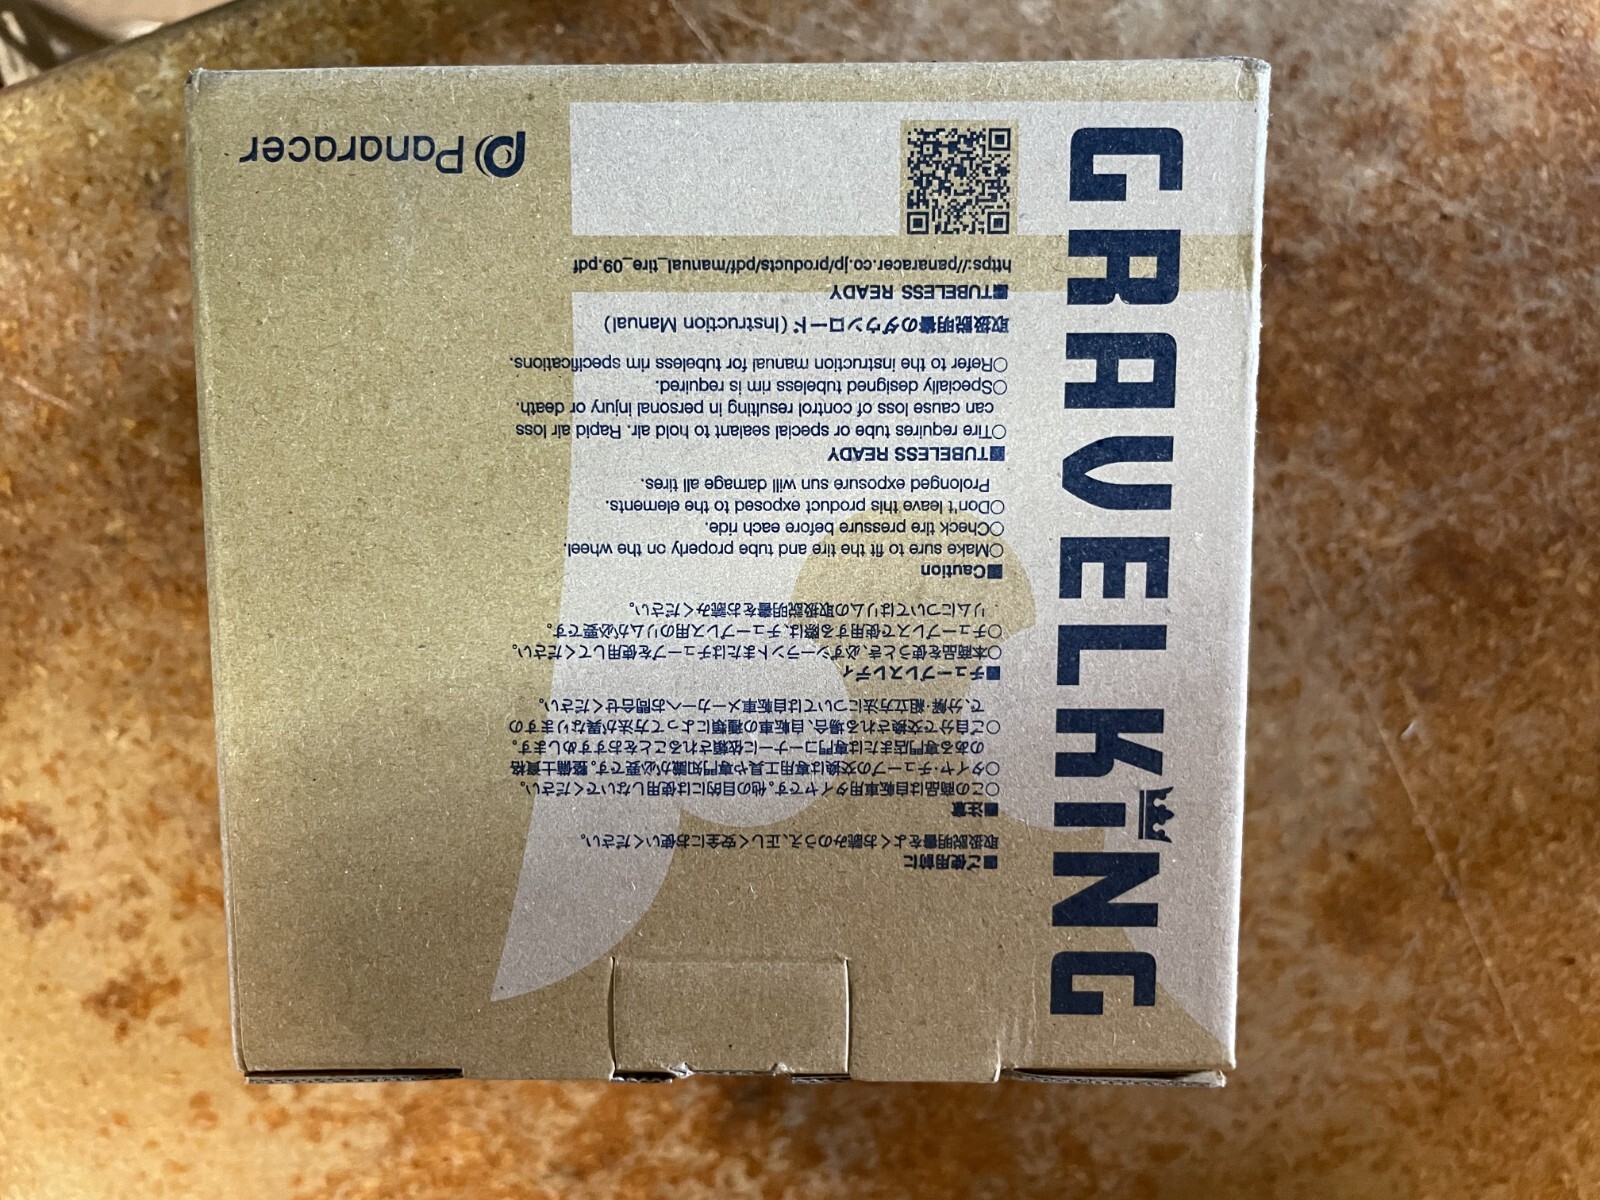 GRAVELKING
■ご使用前に
取扱説明書をよくお読みのうえ、正しく安全にお使いください。
■注意
○この商品は自転車用タイヤです。他の目的には使用しないでください。
○タイヤ・チューブの交換は専用工具や専門知識が必要です。整備士資格
のある専門店または専門コーナーに依頼されることをおすすめします。
○ご自分で交換される場合、自転車の種類によって方法が異なりますの
で、分解・組立方法については自転車メーカーへお問合せください。
■チューブレスレディ
○本商品を使うとき、必ずシーラントまたはチューブを使用してください。
○チューブレスで使用する際は、チューブレス用のリムが必要です。
リムについてはリムの取扱説明書をお読みください。
■Caution
○Make sure to fit the tire and tube properly on the wheel.
○Check tire pressure before each ride.
○Don't leave this product exposed to the elements.
Prolonged exposure sun will damage all tires.
■TUBELESS READY
○Tire requires tube or special sealant to hold air. Rapid air loss
can cause loss of control resulting in personal injury or death.
○Specially designed tubeless rim is required.
○Refer to the instruction manual for tubeless rim specifications.
取扱説明書のダウンロード (Instruction Manual)
■TUBELESS READY
https://panaracer.co.jp/products/pdf/manual_tire_09.pdf
Panaracer